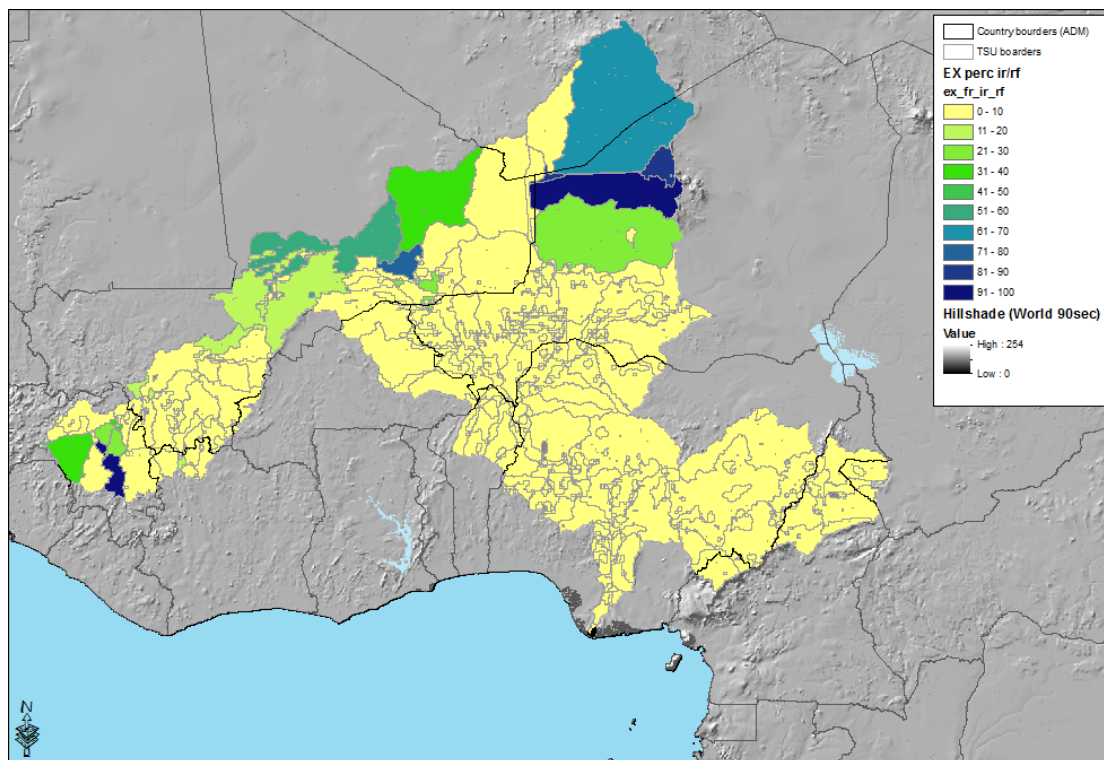 Country bourders (ADM)
TSU boarders
EX perc ir/rf
ex_fr_ir_rf
0 - 10
11 - 20
21 - 30
31 - 40
41 - 50
51 - 60
61 - 70
71 - 80
81 - 90
91 - 100
Hillshade (World 90sec)
Value
High : 254
Low : 0
N